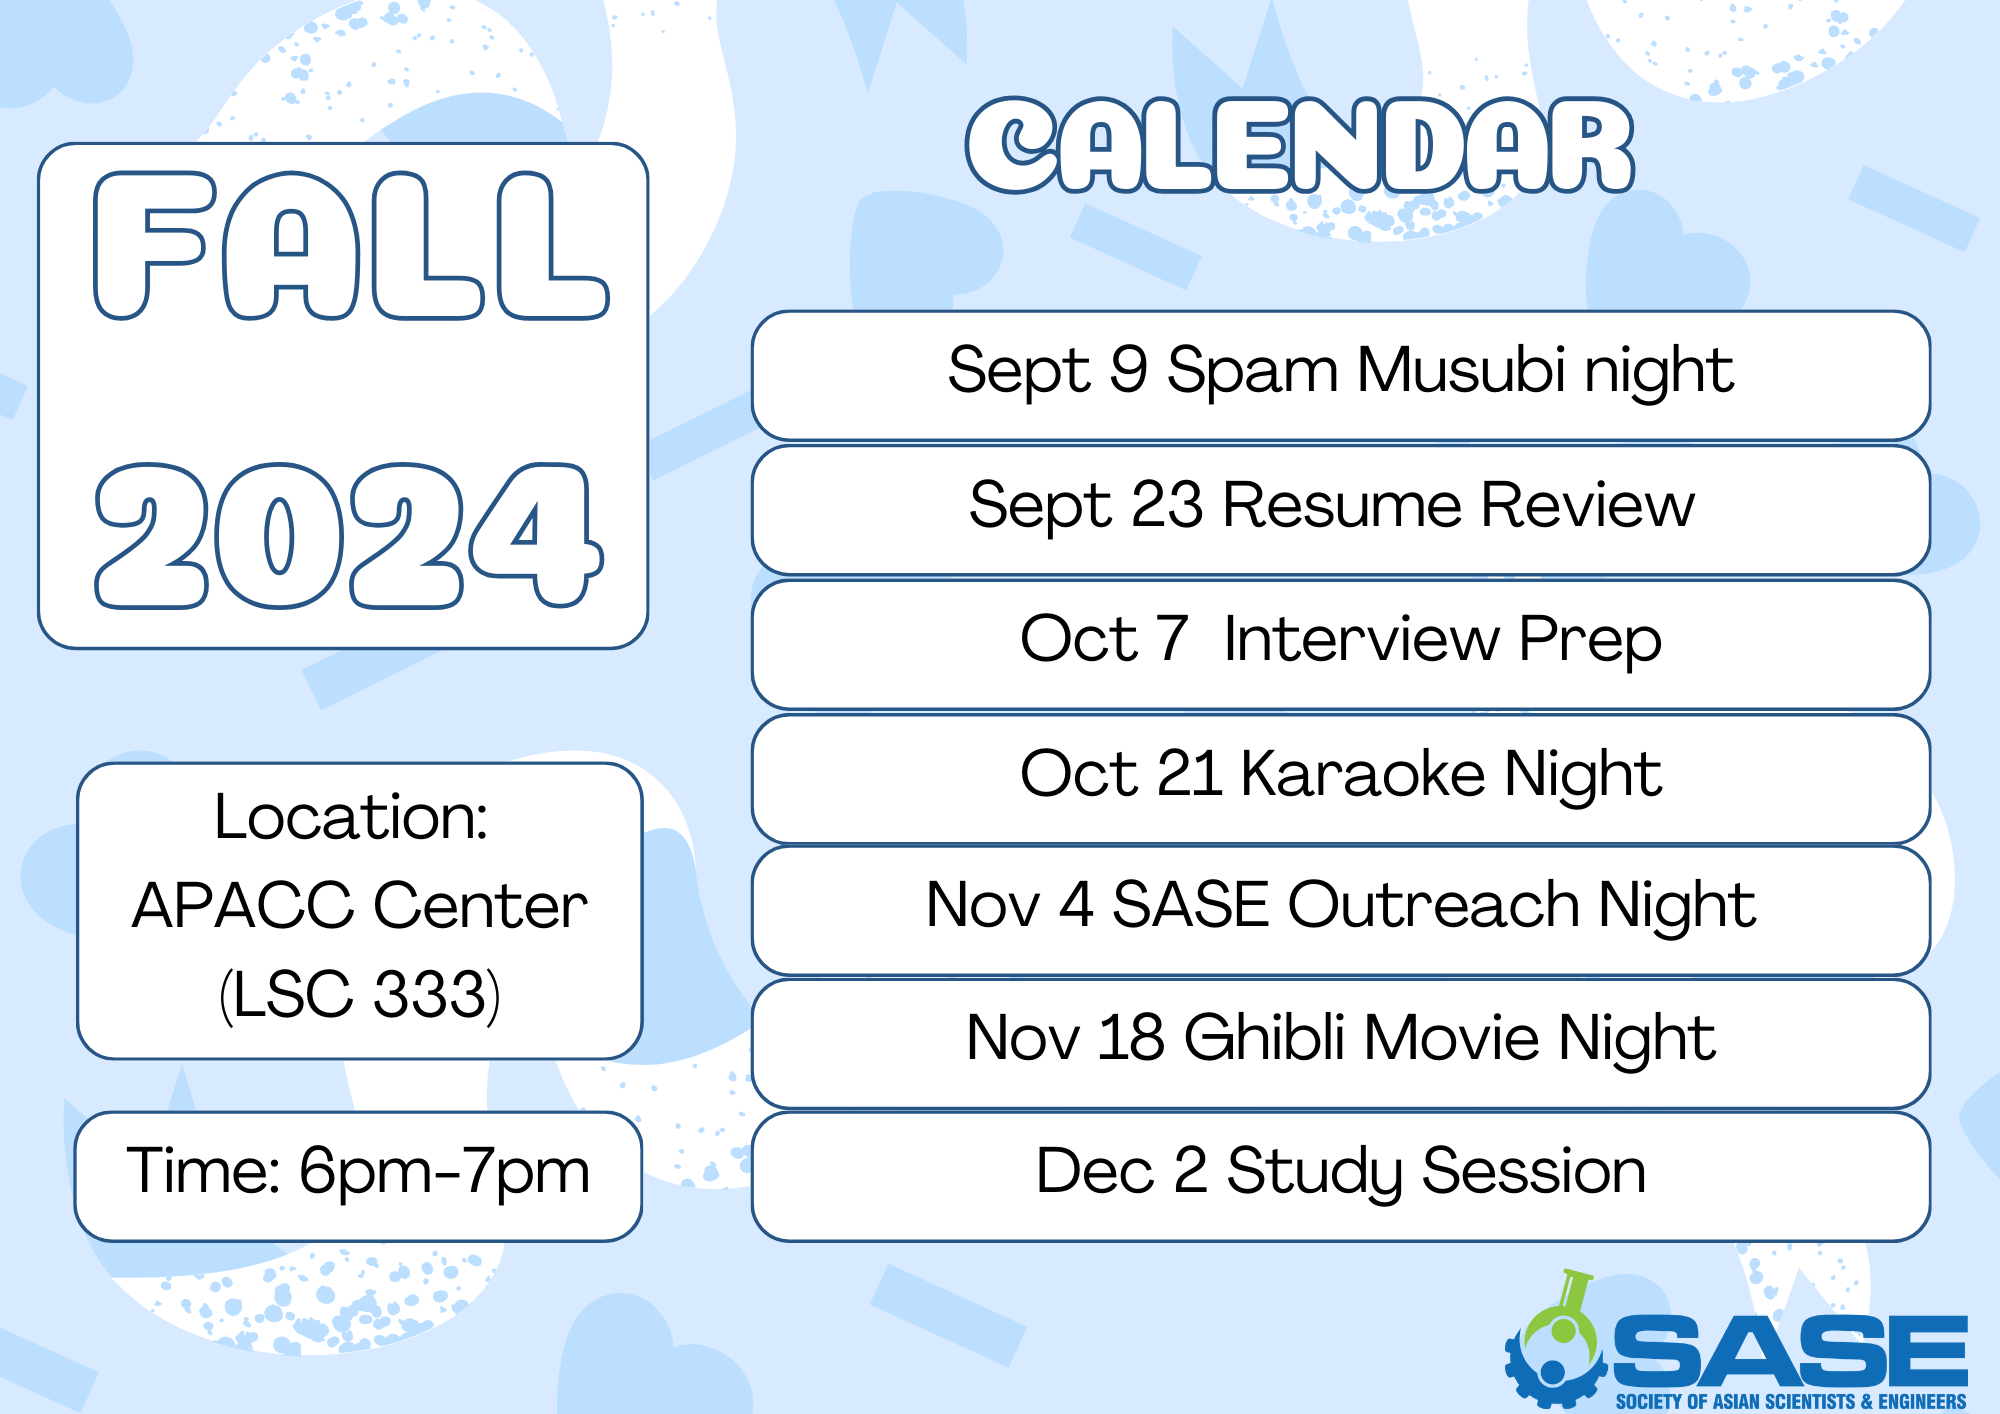 FALL
2024
Location:
APACC Center
(LSC 333)
Time: 6pm-7pm
CALENDAR
Sept 9 Spam Musubi night
Sept 23 Resume Review
Oct 7  Interview Prep
Oct 21 Karaoke Night
Nov 4 SASE Outreach Night
Nov 18 Ghibli Movie Night
Dec 2 Study Session
SASE
SOCIETY OF ASIAN SCIENTISTS & ENGINEERS